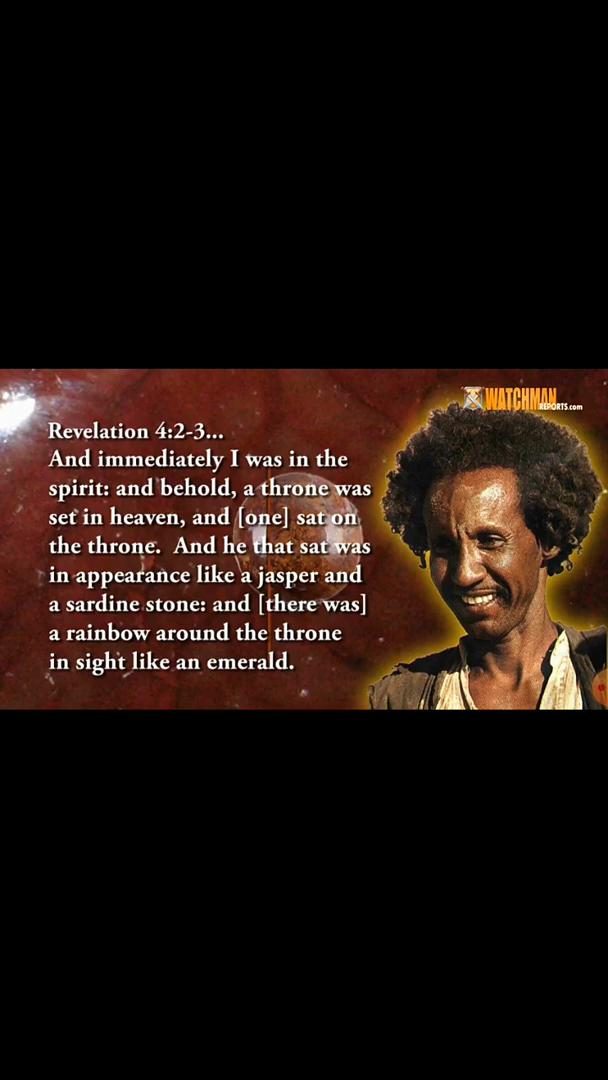 WATCHMAN
REPORTS.com
Revelation 4:2-3...
And immediately I was in the
spirit: and behold, a throne was
set in heaven, and [one] sat on
the throne.  And he that sat was
in appearance like a jasper and
a sardine stone: and [there was]
a rainbow around the throne
in sight like an emerald.